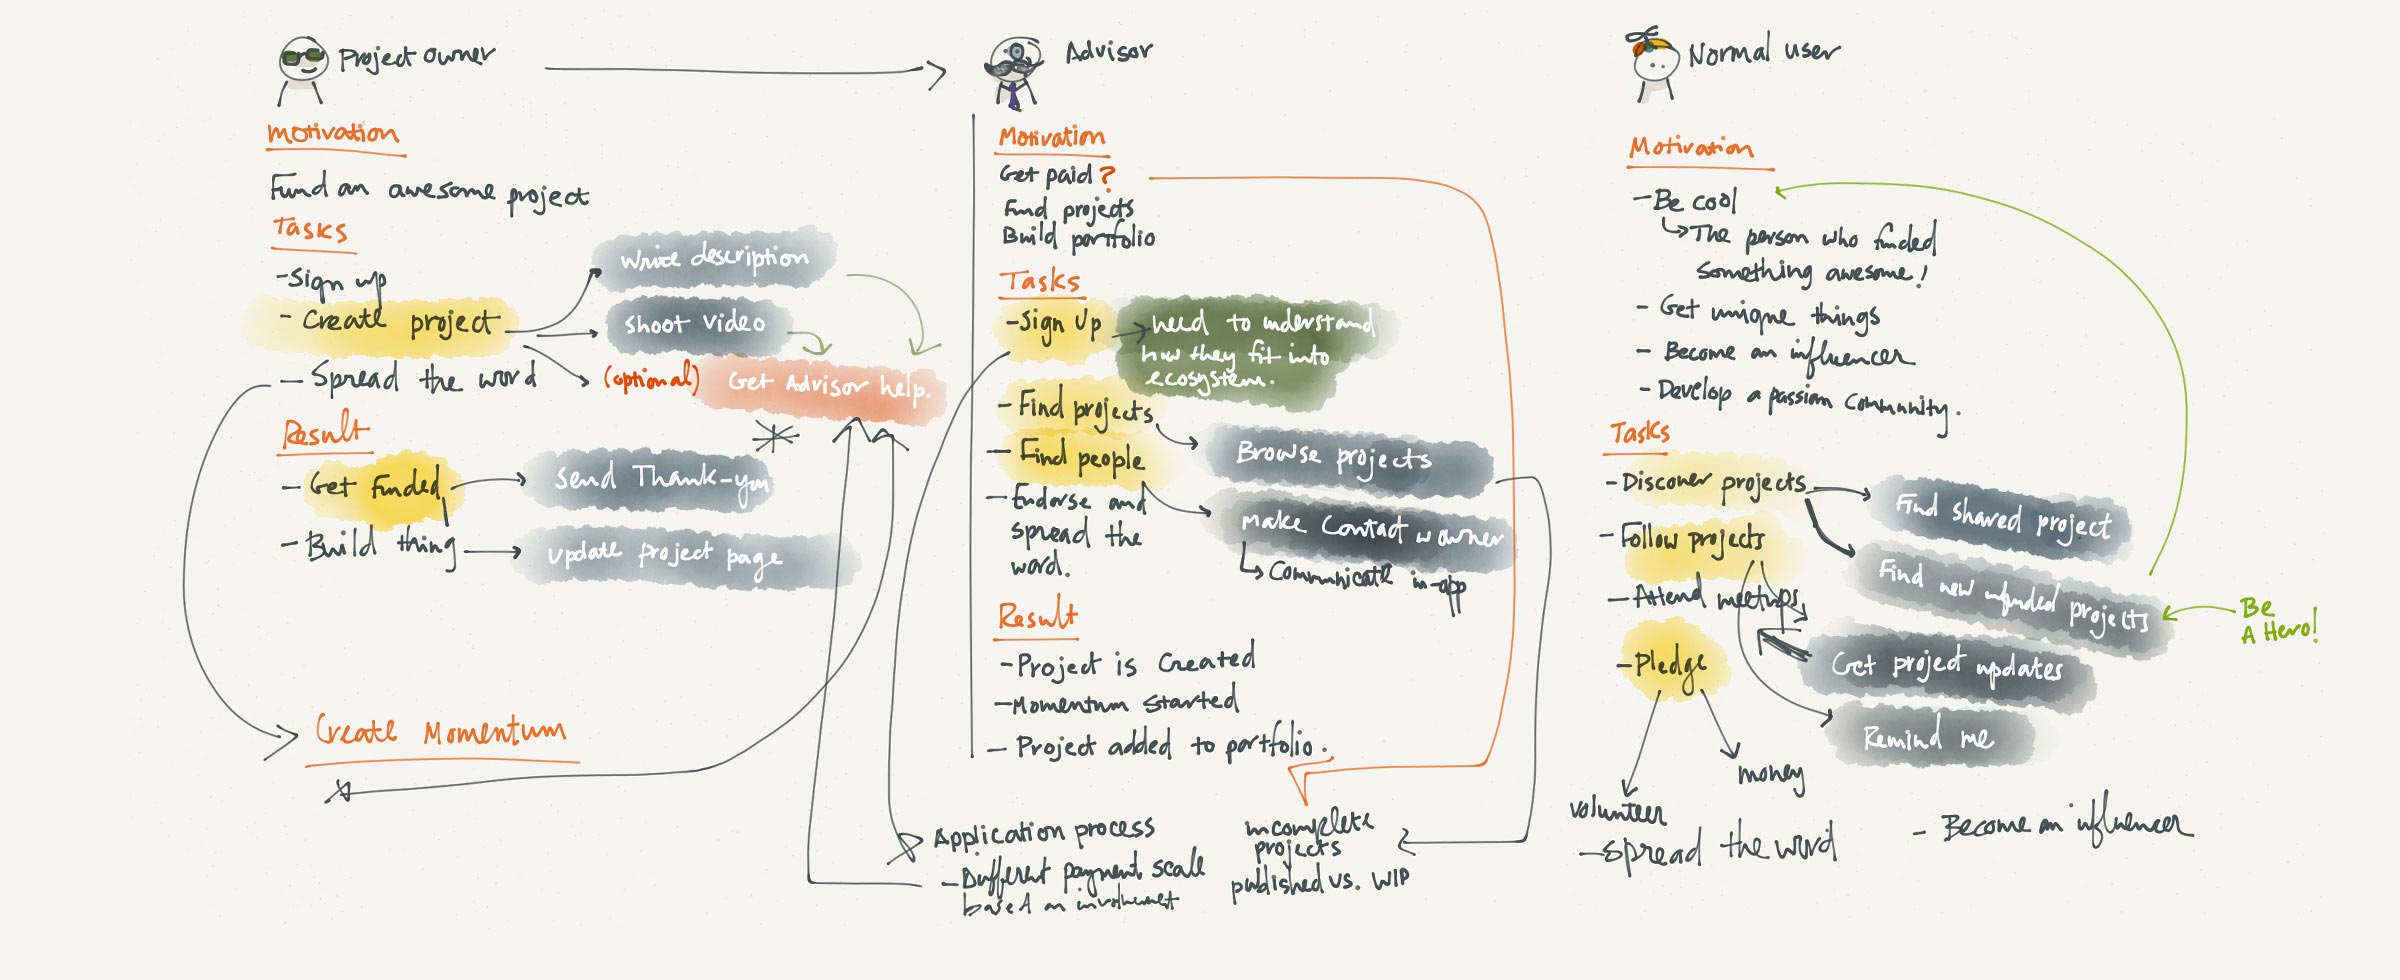 Project owner
Motivation
Fund an awesome project
Tasks
- Sign up
- Create project
- Spread the word
write description
shoot video
(optional) Get Advisor help.
Result
- Get funded
- Build thing
Send Thank-you
update project page
Create Momentum
Advisor
Motivation
Get paid?
Find projects
Build portfolio
Tasks
- Sign Up
need to understand
how they fit into
ecosystem.
- Find projects
- Find people
- Endorse and
spread the
word.
Browse projects
Make Contact w owner
Communicate in-app
Result
- Project is Created
- Momentum started
- Project added to portfolio.
Application process
- Different payment scale
based on involvement
incomplete
projects
published vs. WIP
Normal user
Motivation
- Be cool
The person who funded
something awesome!
- Get unique things
- Become an influencer
- Develop a passion Community.
Tasks
- Discover projects
- Follow projects
- Attend meetups
- Pledge
Find shared project
Find new unfunded projects
Get project updates
Remind me
Be
A Hero!
money
volunteer
- Spread the word
- Become an influencer